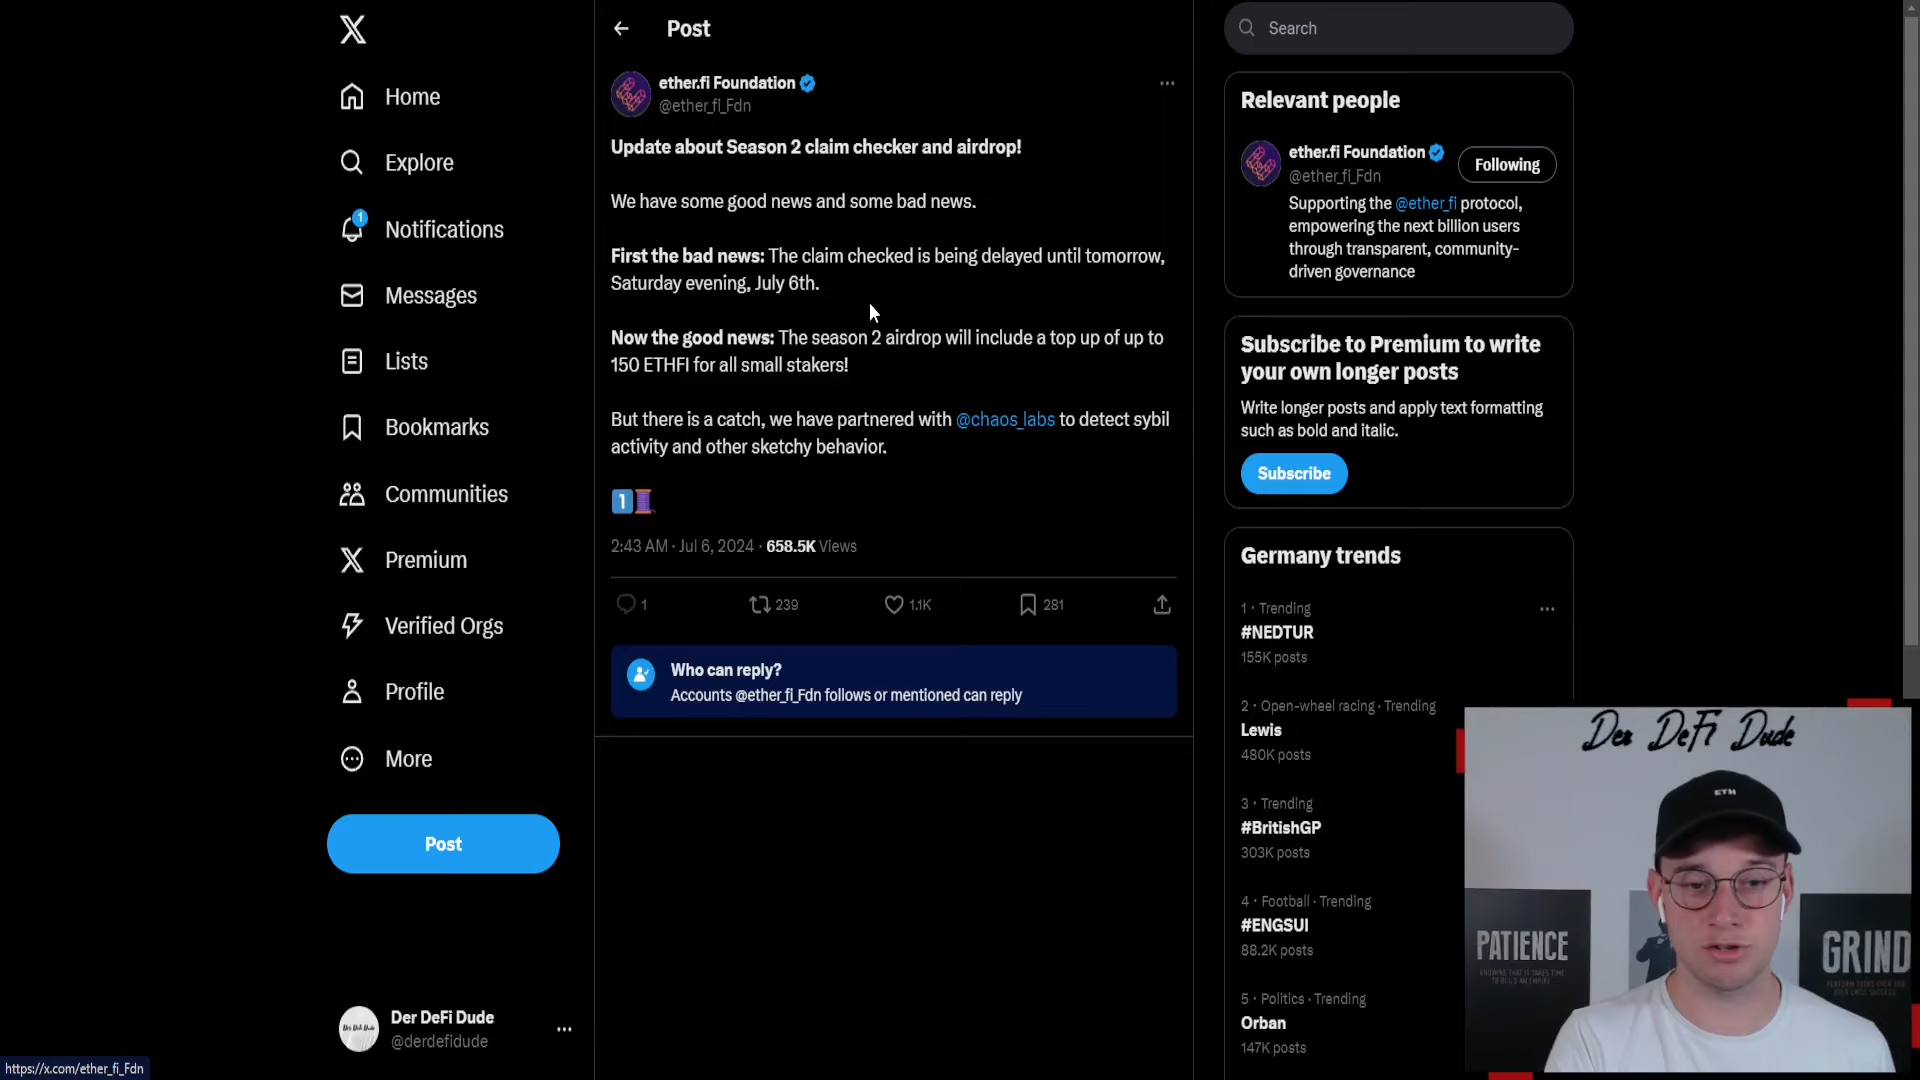 Home
Explore
1
Notifications
Messages
Lists
Bookmarks
Communities
Premium
Verified Orgs
Profile
More
Post
Der DeFi Dude
@derdefidude
https://x.com/ether_fi_Fdn
Post
ether.fi Foundation
@ether_fi_Fdn
Update about Season 2 claim checker and airdrop!
We have some good news and some bad news.
First the bad news: The claim checked is being delayed until tomorrow,
Saturday evening, July 6th.
Now the good news: The season 2 airdrop will include a top up of up to
150 ETHFI for all small stakers!
But there is a catch, we have partnered with @chaos_labs to detect sybil
activity and other sketchy behavior.
1
2:43 AM · Jul 6, 2024 · 658.5K Views
1 239 1.1K 281
Who can reply?
Accounts @ether_fi_Fdn follows or mentioned can reply
Search
Relevant people
ether.fi Foundation
@ether_fi_Fdn
Following
Supporting the @ether_fi protocol,
empowering the next billion users
through transparent, community-
driven governance
Subscribe to Premium to write
your own longer posts
Write longer posts and apply text formatting
such as bold and italic.
Subscribe
Germany trends
1 · Trending
#NEDTUR
155K posts
2 · Open-wheel racing · Trending
Lewis
480K posts
3 · Trending
#BritishGP
303K posts
4 · Football · Trending
#ENGSUI
88.2K posts
5 · Politics · Trending
Orban
147K posts
Der DeFi Dude
ETH
PATIENCE
GRIND